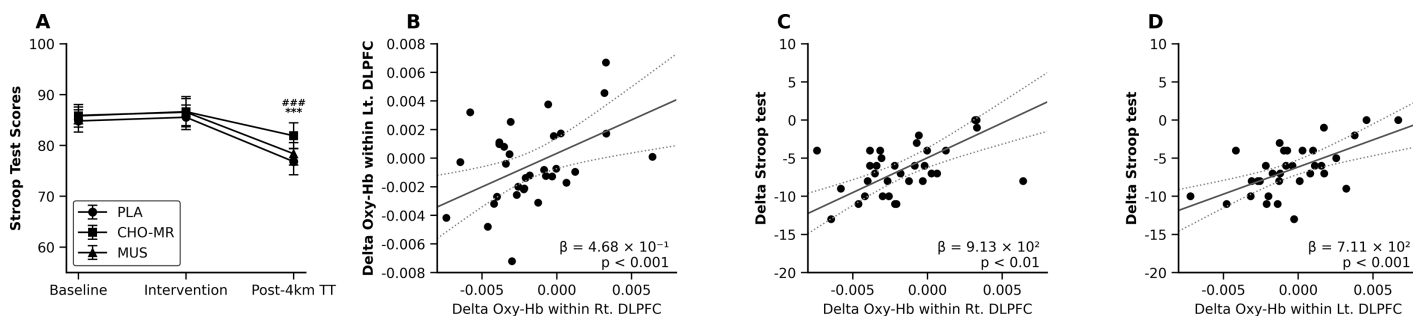 A
Stroop Test Scores
100
90
80
70
60
###
***
PLA
CHO-MR
MUS
Baseline
Intervention
Post-4km TT
B
Delta Oxy-Hb within Lt. DLPFC
0.008
0.006
0.004
0.002
0.000
-0.002
-0.004
-0.006
-0.008
β = 4.68 × 10⁻¹
p < 0.001
-0.005
0.000
0.005
Delta Oxy-Hb within Rt. DLPFC
C
Delta Stroop test
10
5
0
-5
-10
-15
-20
β = 9.13 × 10²
p < 0.01
-0.005
0.000
0.005
Delta Oxy-Hb within Rt. DLPFC
D
Delta Stroop test
10
5
0
-5
-10
-15
-20
β = 7.11 × 10²
p < 0.001
-0.005
0.000
0.005
Delta Oxy-Hb within Lt. DLPFC